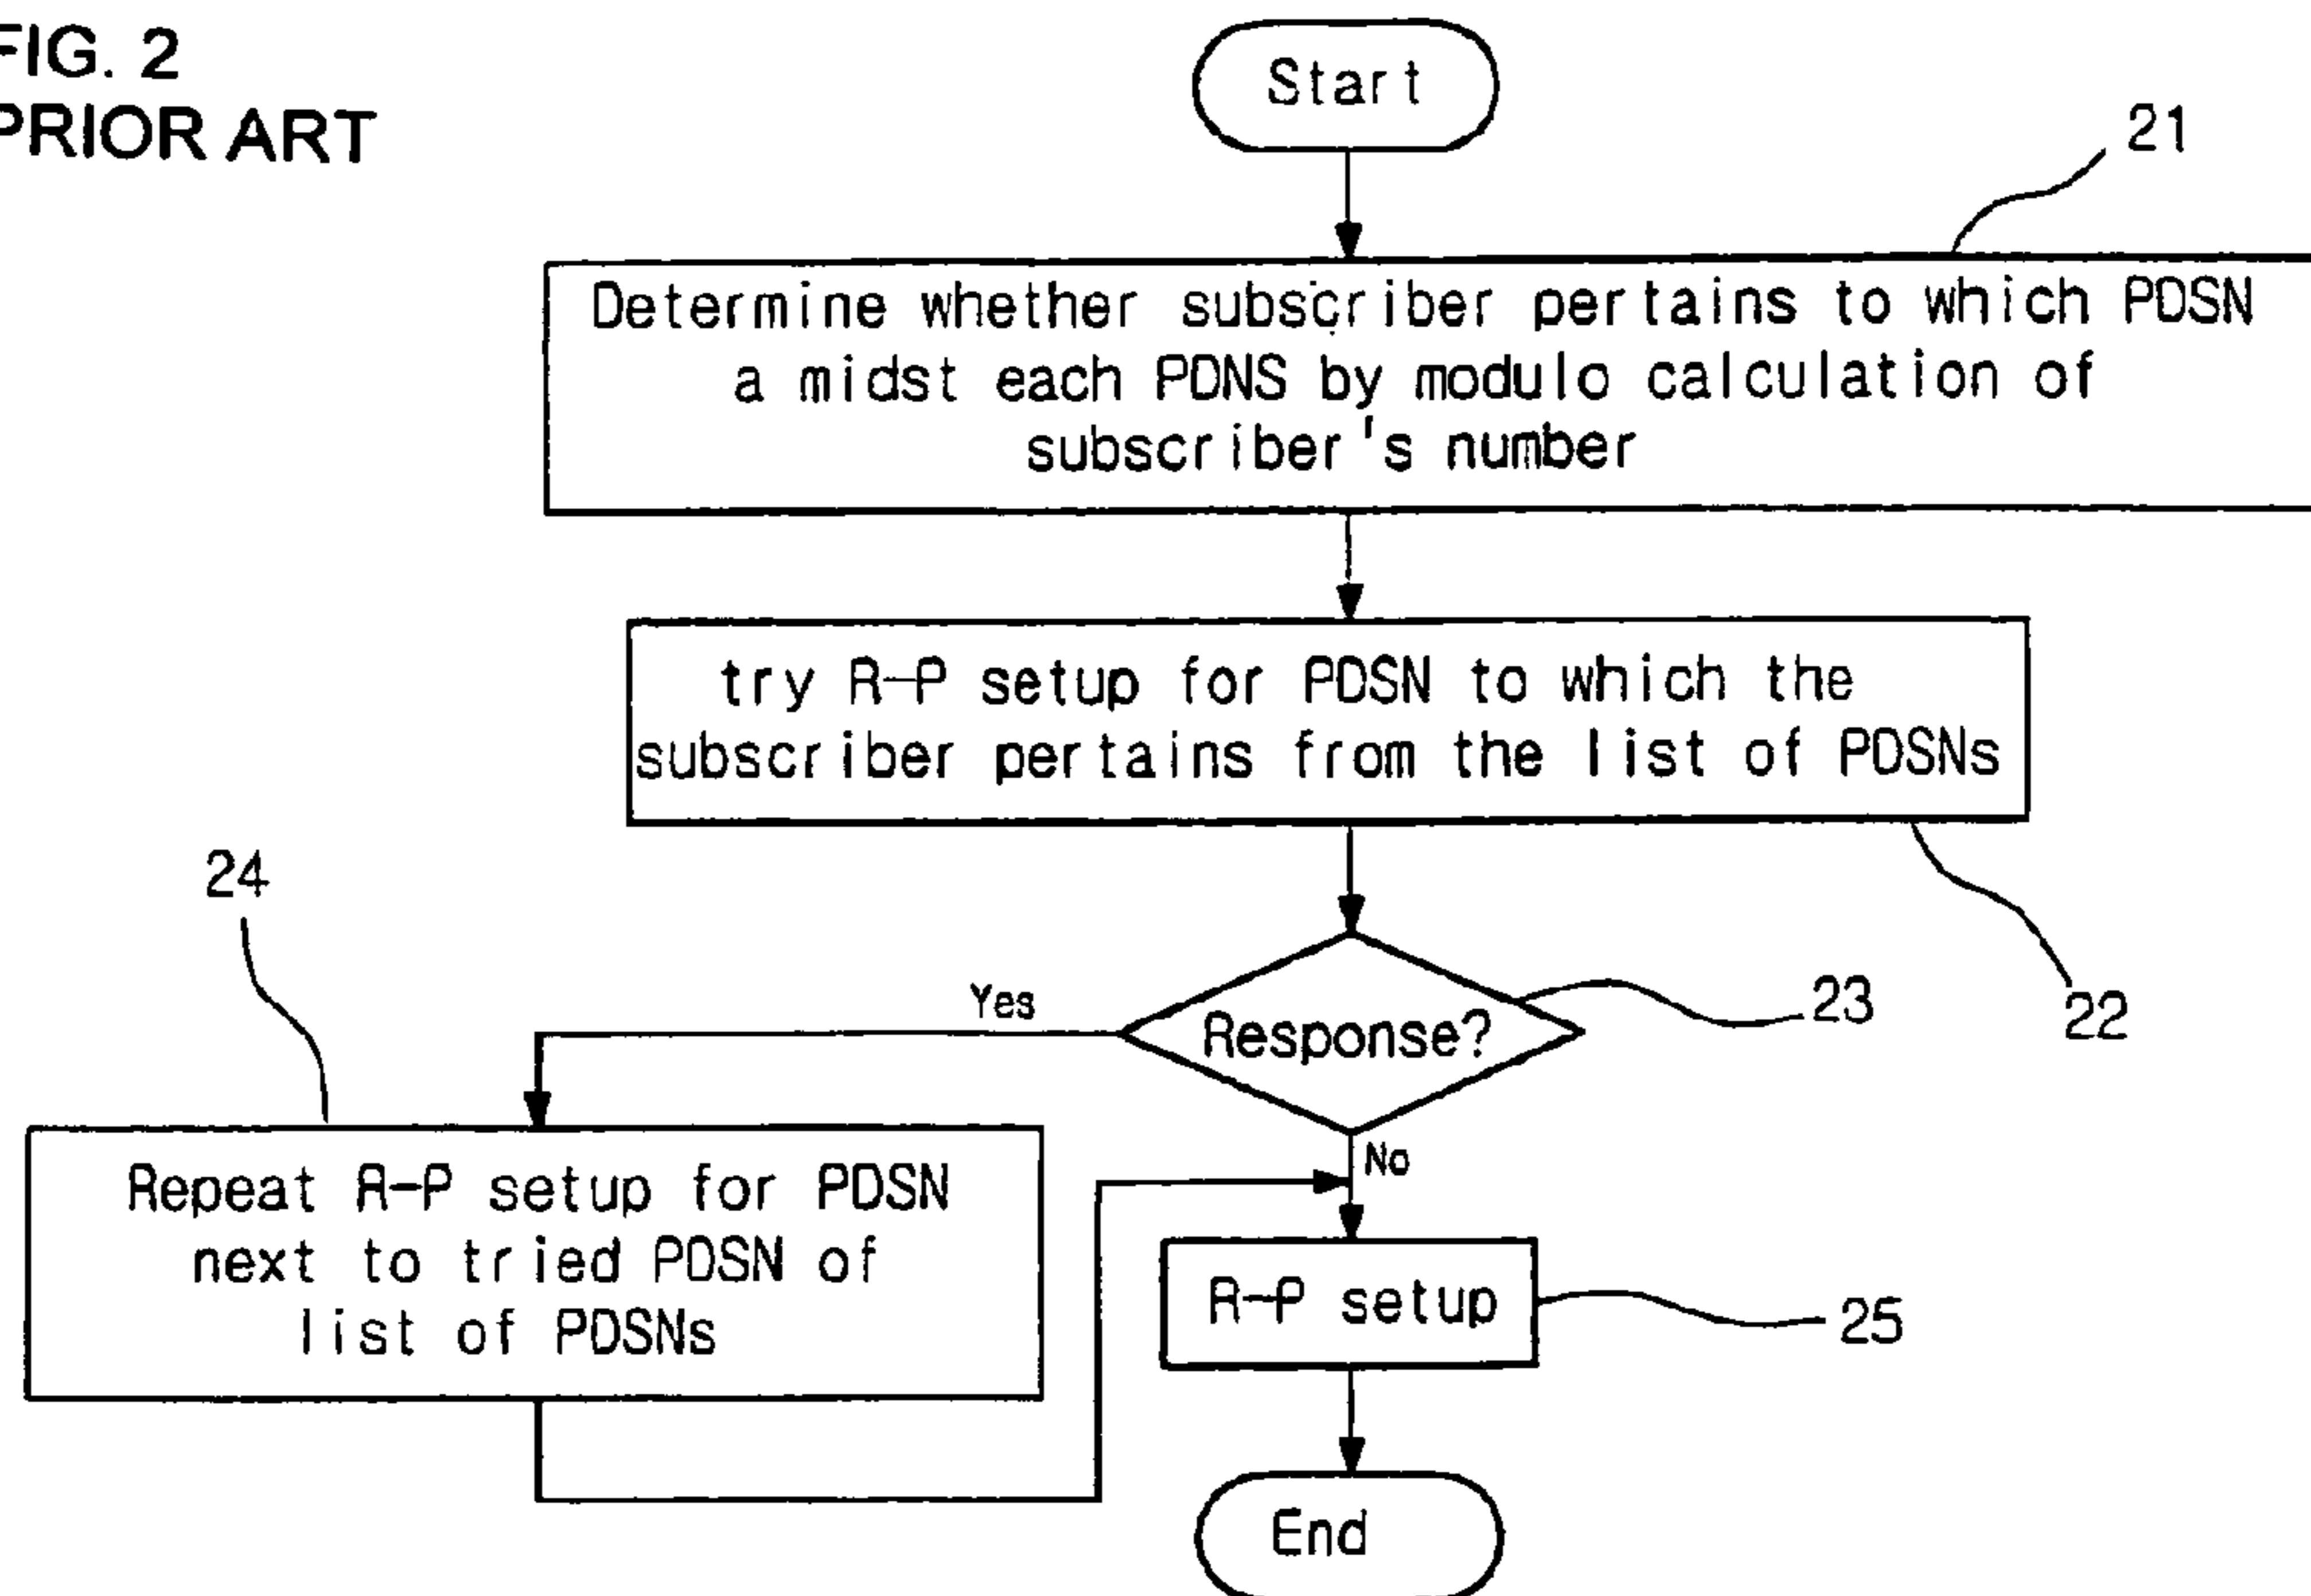 FIG. 2
PRIOR ART
Start
21
Determine whether subscriber pertains to which PDSN
a midst each PDNS by modulo calculation of
subscriber's number
try R-P setup for PDSN to which the
subscriber pertains from the list of PDSNs
22
Response?
23
Yes
No
24
Repeat R-P setup for PDSN
next to tried PDSN of
list of PDSNs
R-P setup
25
End